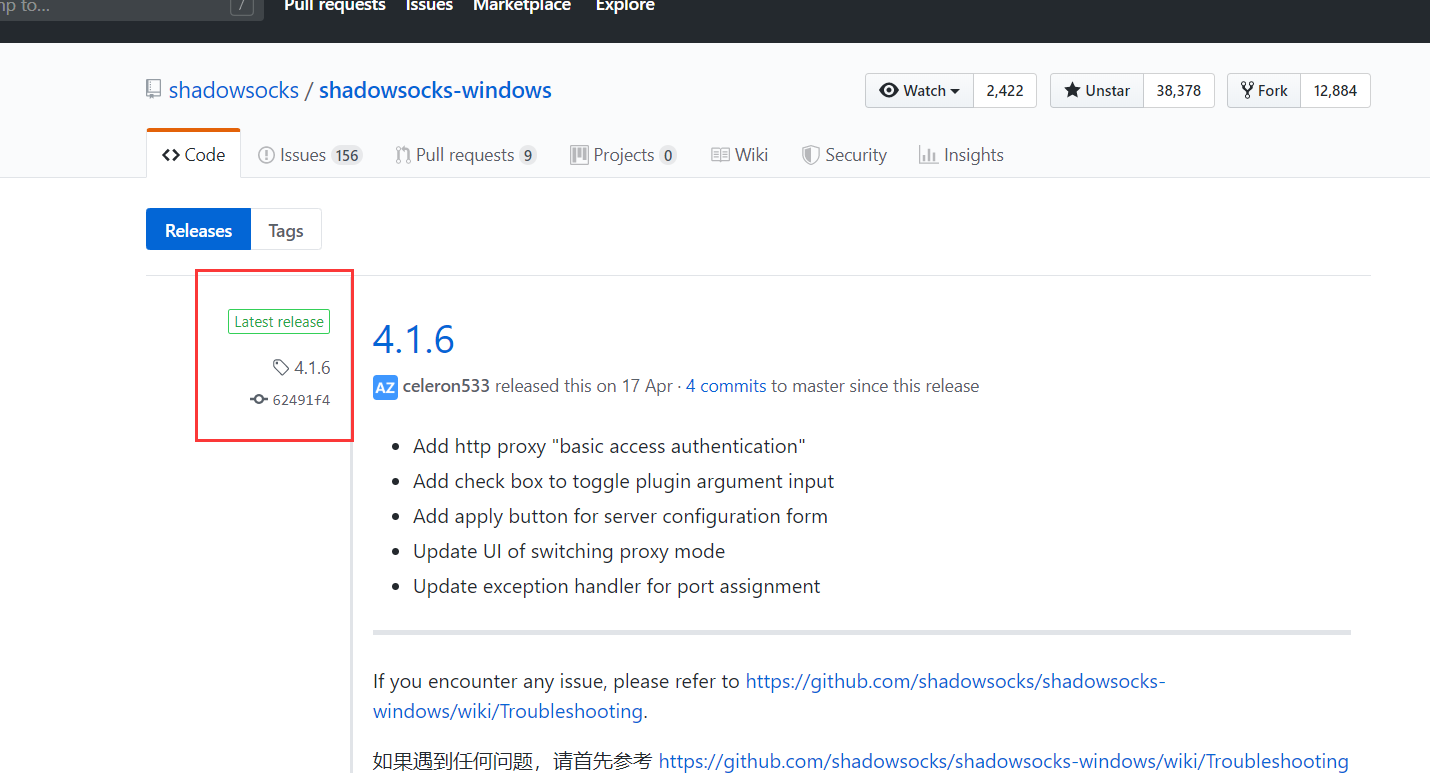 / Pull requests Issues Marketplace Explore
shadowsocks / shadowsocks-windows Watch 2,422 Unstar 38,378 Fork 12,884
Code Issues 156 Pull requests 9 Projects 0 Wiki Security Insights
Releases Tags
Latest release
4.1.6
62491f4
4.1.6
AZ celeron533 released this on 17 Apr · 4 commits to master since this release
• Add http proxy "basic access authentication"
• Add check box to toggle plugin argument input
• Add apply button for server configuration form
• Update UI of switching proxy mode
• Update exception handler for port assignment
If you encounter any issue, please refer to https://github.com/shadowsocks/shadowsocks-
windows/wiki/Troubleshooting.
如果遇到任何问题，请首先参考 https://github.com/shadowsocks/shadowsocks-windows/wiki/Troubleshooting